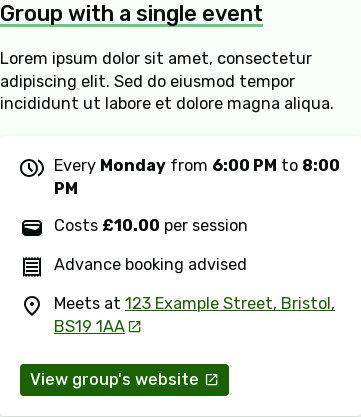 Group with a single event
Lorem ipsum dolor sit amet, consectetur
adipiscing elit. Sed do eiusmod tempor
incididunt ut labore et dolore magna aliqua.
Every Monday from 6:00 PM to 8:00
PM
Costs £10.00 per session
Advance booking advised
Meets at 123 Example Street, Bristol,
BS19 1AA
View group's website